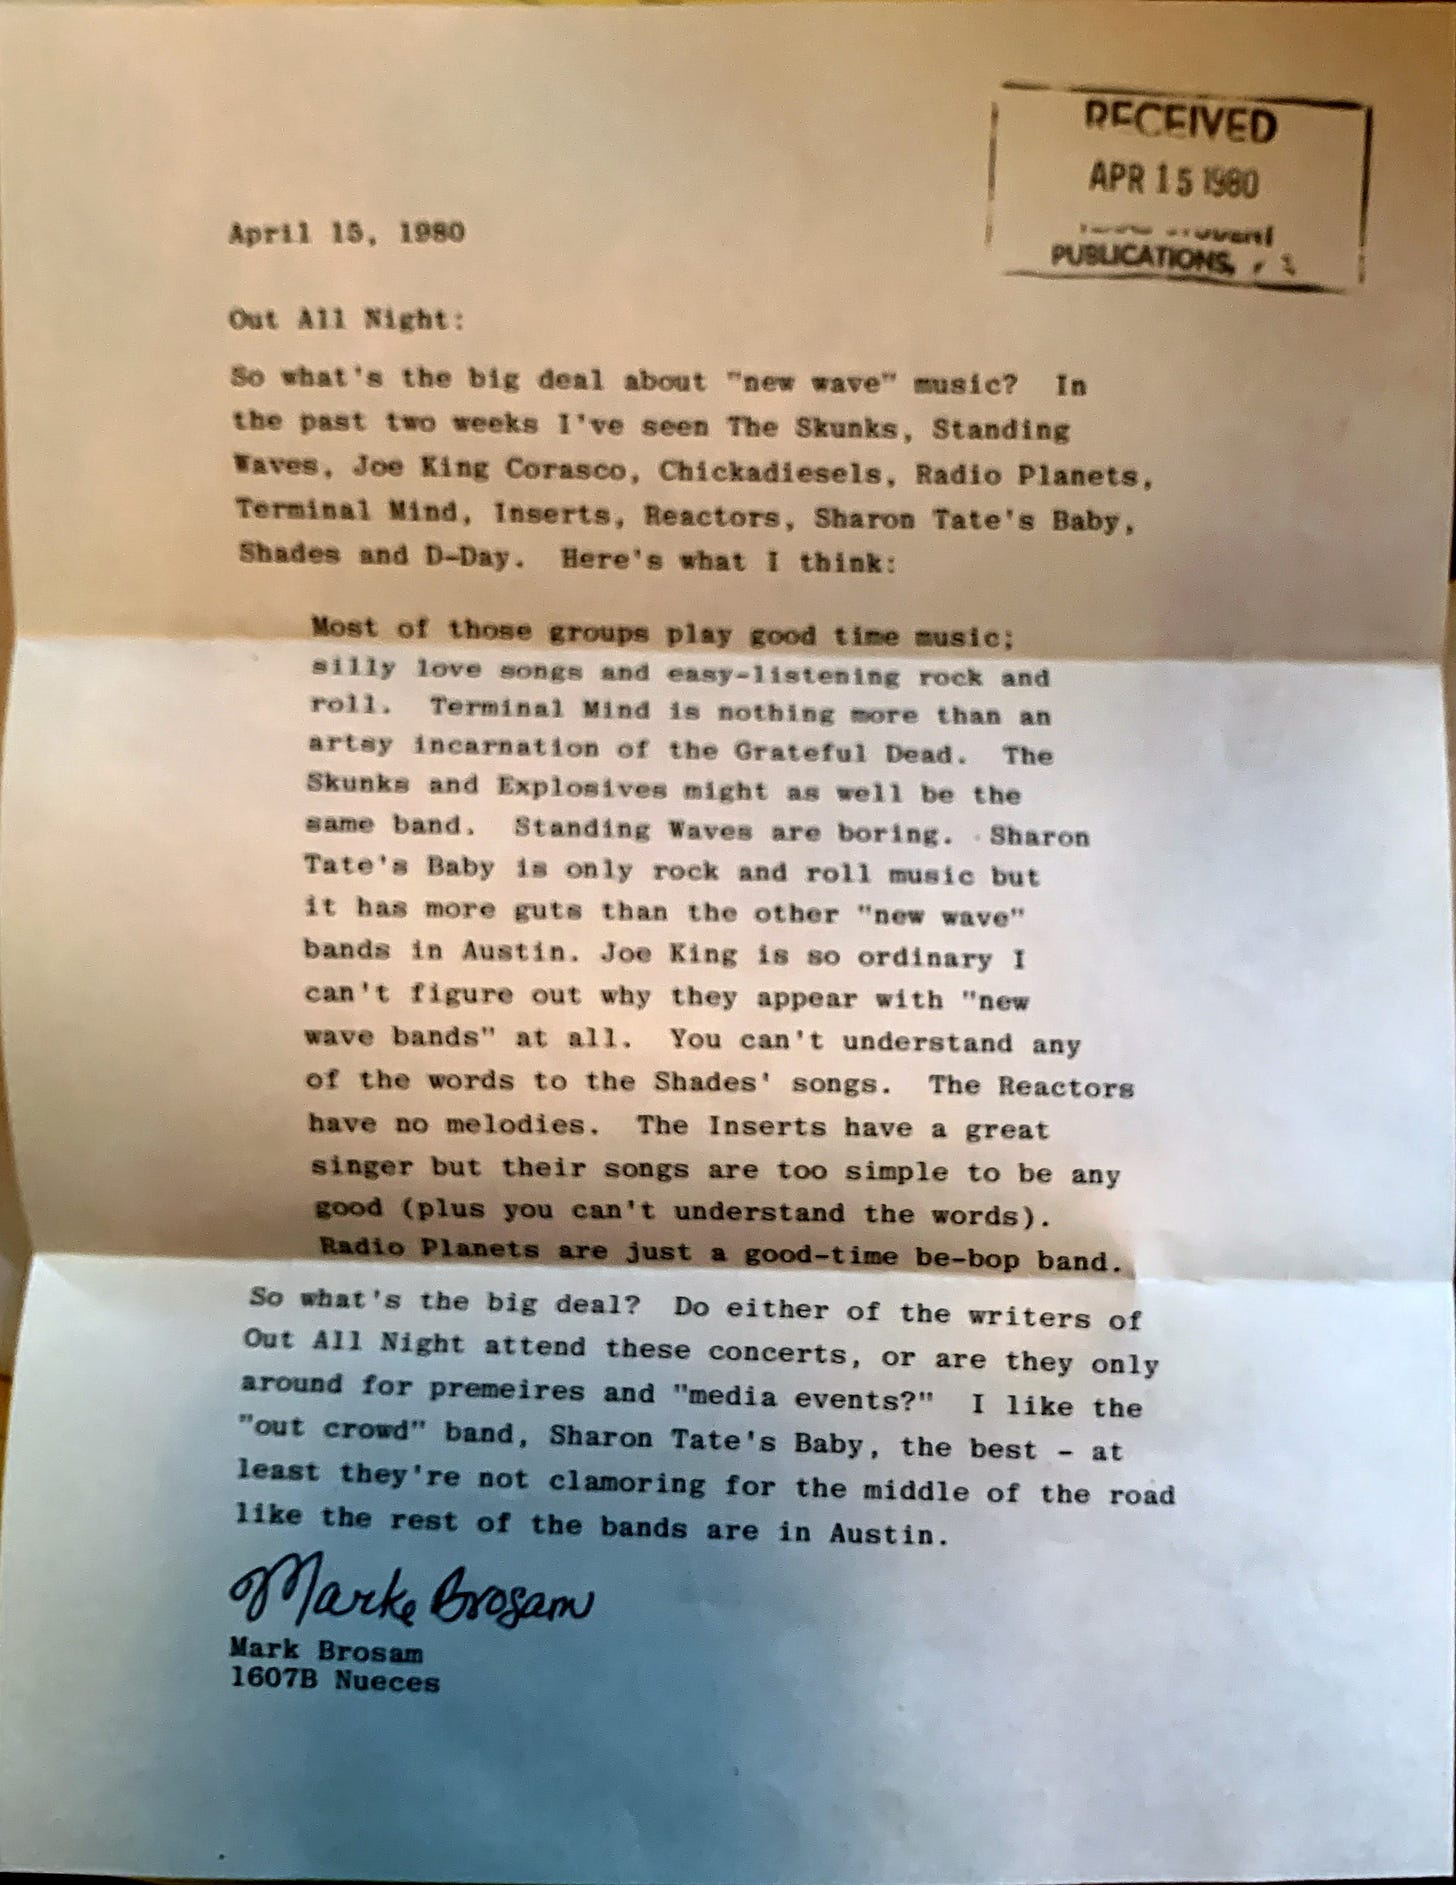 RECEIVED
APR 15 1980
PUBLICATIONS,
April 15, 1980
Out All Night:
So what's the big deal about "new wave" music?  In
the past two weeks I've seen The Skunks, Standing
Waves, Joe King Corasco, Chickadiesels, Radio Planets,
Terminal Mind, Inserts, Reactors, Sharon Tate's Baby,
Shades and D-Day.  Here's what I think:
Most of those groups play good time music;
silly love songs and easy-listening rock and
roll.  Terminal Mind is nothing more than an
artsy incarnation of the Grateful Dead.  The
Skunks and Explosives might as well be the
same band.  Standing Waves are boring.  Sharon
Tate's Baby is only rock and roll music but
it has more guts than the other "new wave"
bands in Austin. Joe King is so ordinary I
can't figure out why they appear with "new
wave bands" at all.  You can't understand any
of the words to the Shades' songs.  The Reactors
have no melodies.  The Inserts have a great
singer but their songs are too simple to be any
good (plus you can't understand the words).
Radio Planets are just a good-time be-bop band.
So what's the big deal?  Do either of the writers of
Out All Night attend these concerts, or are they only
around for premeires and "media events?"  I like the
"out crowd" band, Sharon Tate's Baby, the best - at
least they're not clamoring for the middle of the road
like the rest of the bands are in Austin.
Marke Brosam
Mark Brosam
1607B Nueces